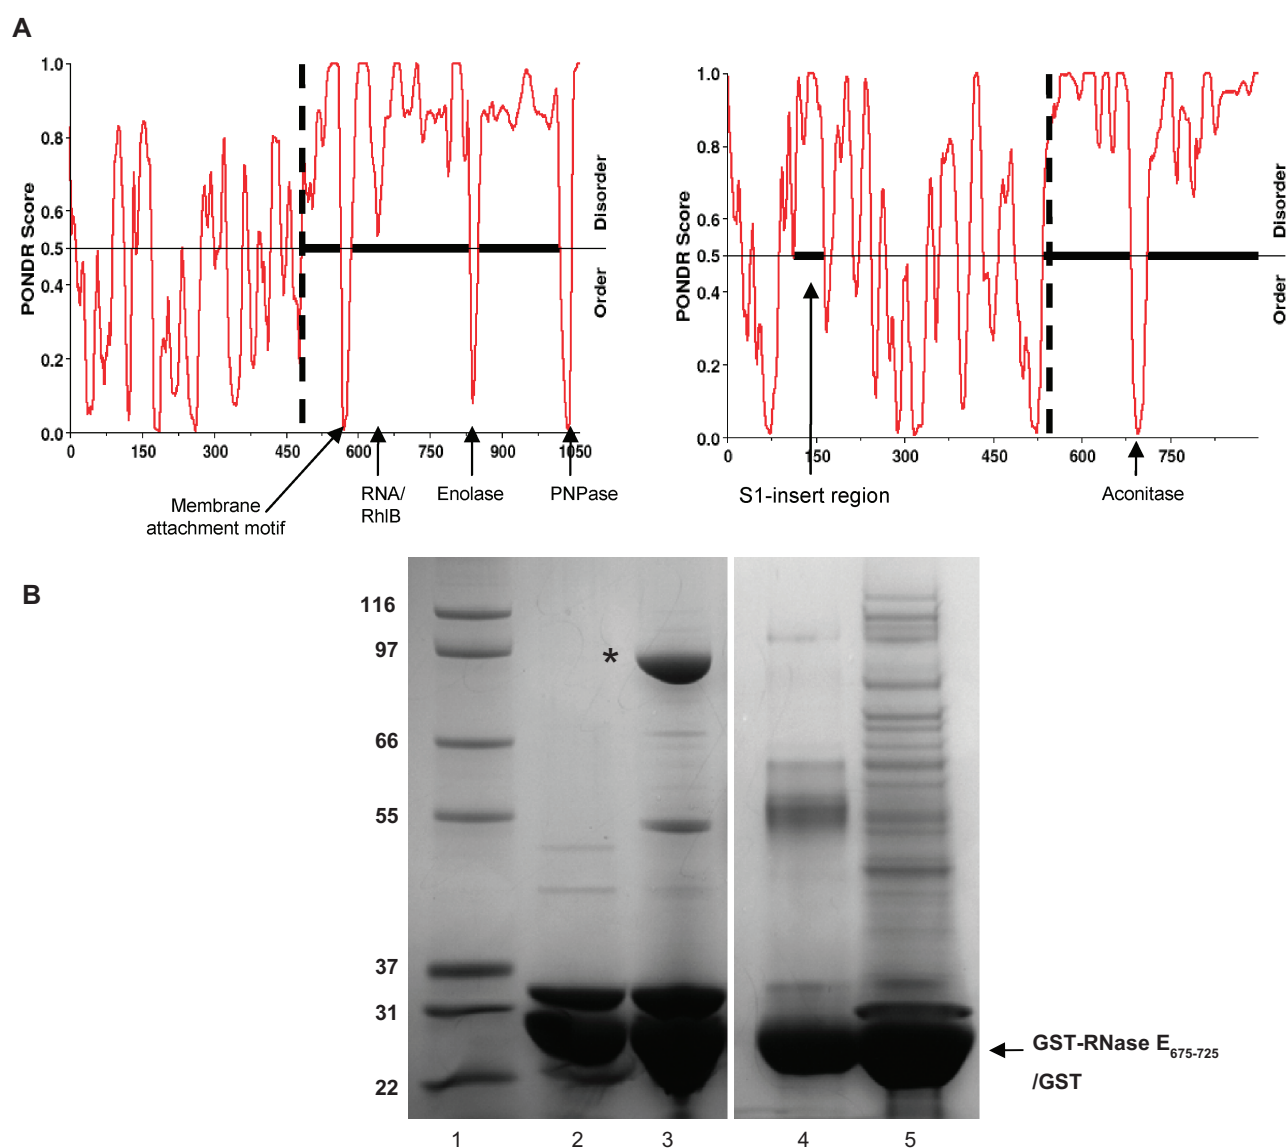 A
1.0
0.8
0.6
0.5
0.4
0.2
0.0
PONDR Score
Disorder
Order
0 150 300 450 600 750 900 1050
Membrane
attachment motif
RNA/
RhlB
Enolase
PNPase
1.0
0.8
0.6
0.5
0.4
0.2
0.0
PONDR Score
Disorder
Order
0 150 300 450 600 750
S1-insert region
Aconitase
B
116
97
*
66
55
37
31
22
GST-RNase E675-725
/GST
1 2 3 4 5